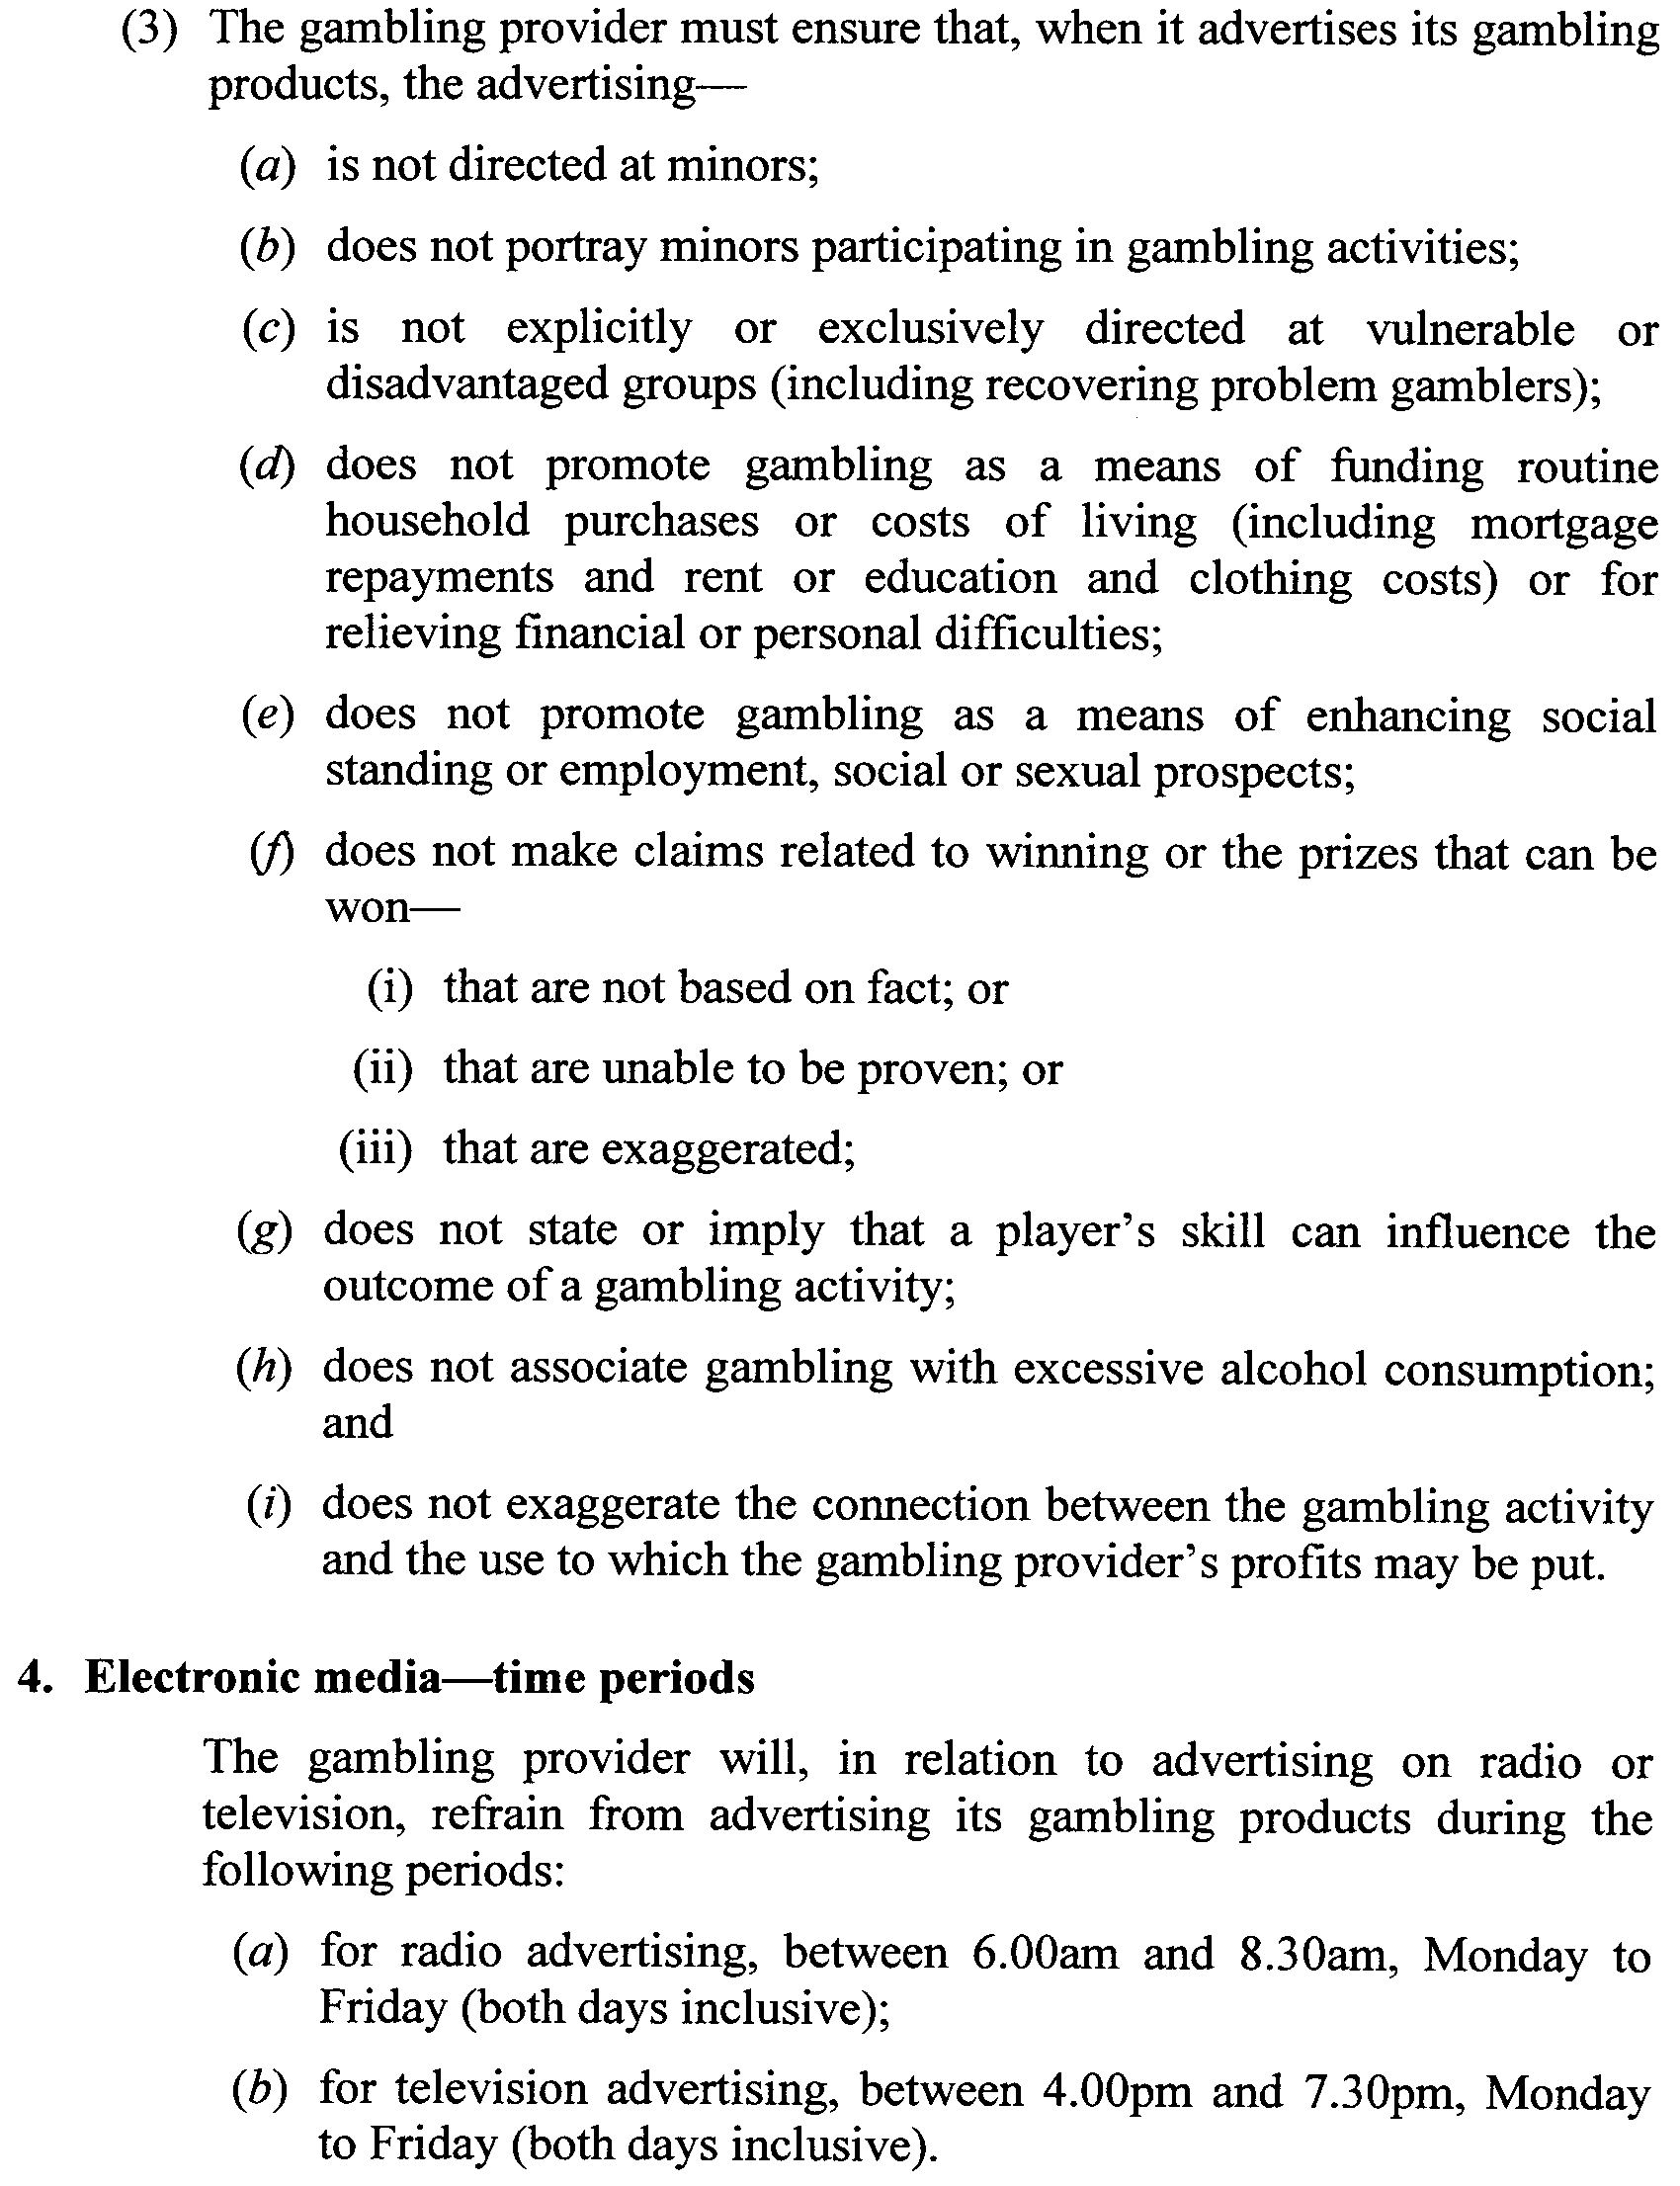 (3) The gambling provider must ensure that, when it advertises its gambling
products, the advertising—
(a) is not directed at minors;
(b) does not portray minors participating in gambling activities;
(c) is not explicitly or exclusively directed at vulnerable or
disadvantaged groups (including recovering problem gamblers);
(d) does not promote gambling as a means of funding routine
household purchases or costs of living (including mortgage
repayments and rent or education and clothing costs) or for
relieving financial or personal difficulties;
(e) does not promote gambling as a means of enhancing social
standing or employment, social or sexual prospects;
(f) does not make claims related to winning or the prizes that can be
won—
(i) that are not based on fact; or
(ii) that are unable to be proven; or
(iii) that are exaggerated;
(g) does not state or imply that a player's skill can influence the
outcome of a gambling activity;
(h) does not associate gambling with excessive alcohol consumption;
and
(i) does not exaggerate the connection between the gambling activity
and the use to which the gambling provider's profits may be put.
4. Electronic media—time periods
The gambling provider will, in relation to advertising on radio or
television, refrain from advertising its gambling products during the
following periods:
(a) for radio advertising, between 6.00am and 8.30am, Monday to
Friday (both days inclusive);
(b) for television advertising, between 4.00pm and 7.30pm, Monday
to Friday (both days inclusive).